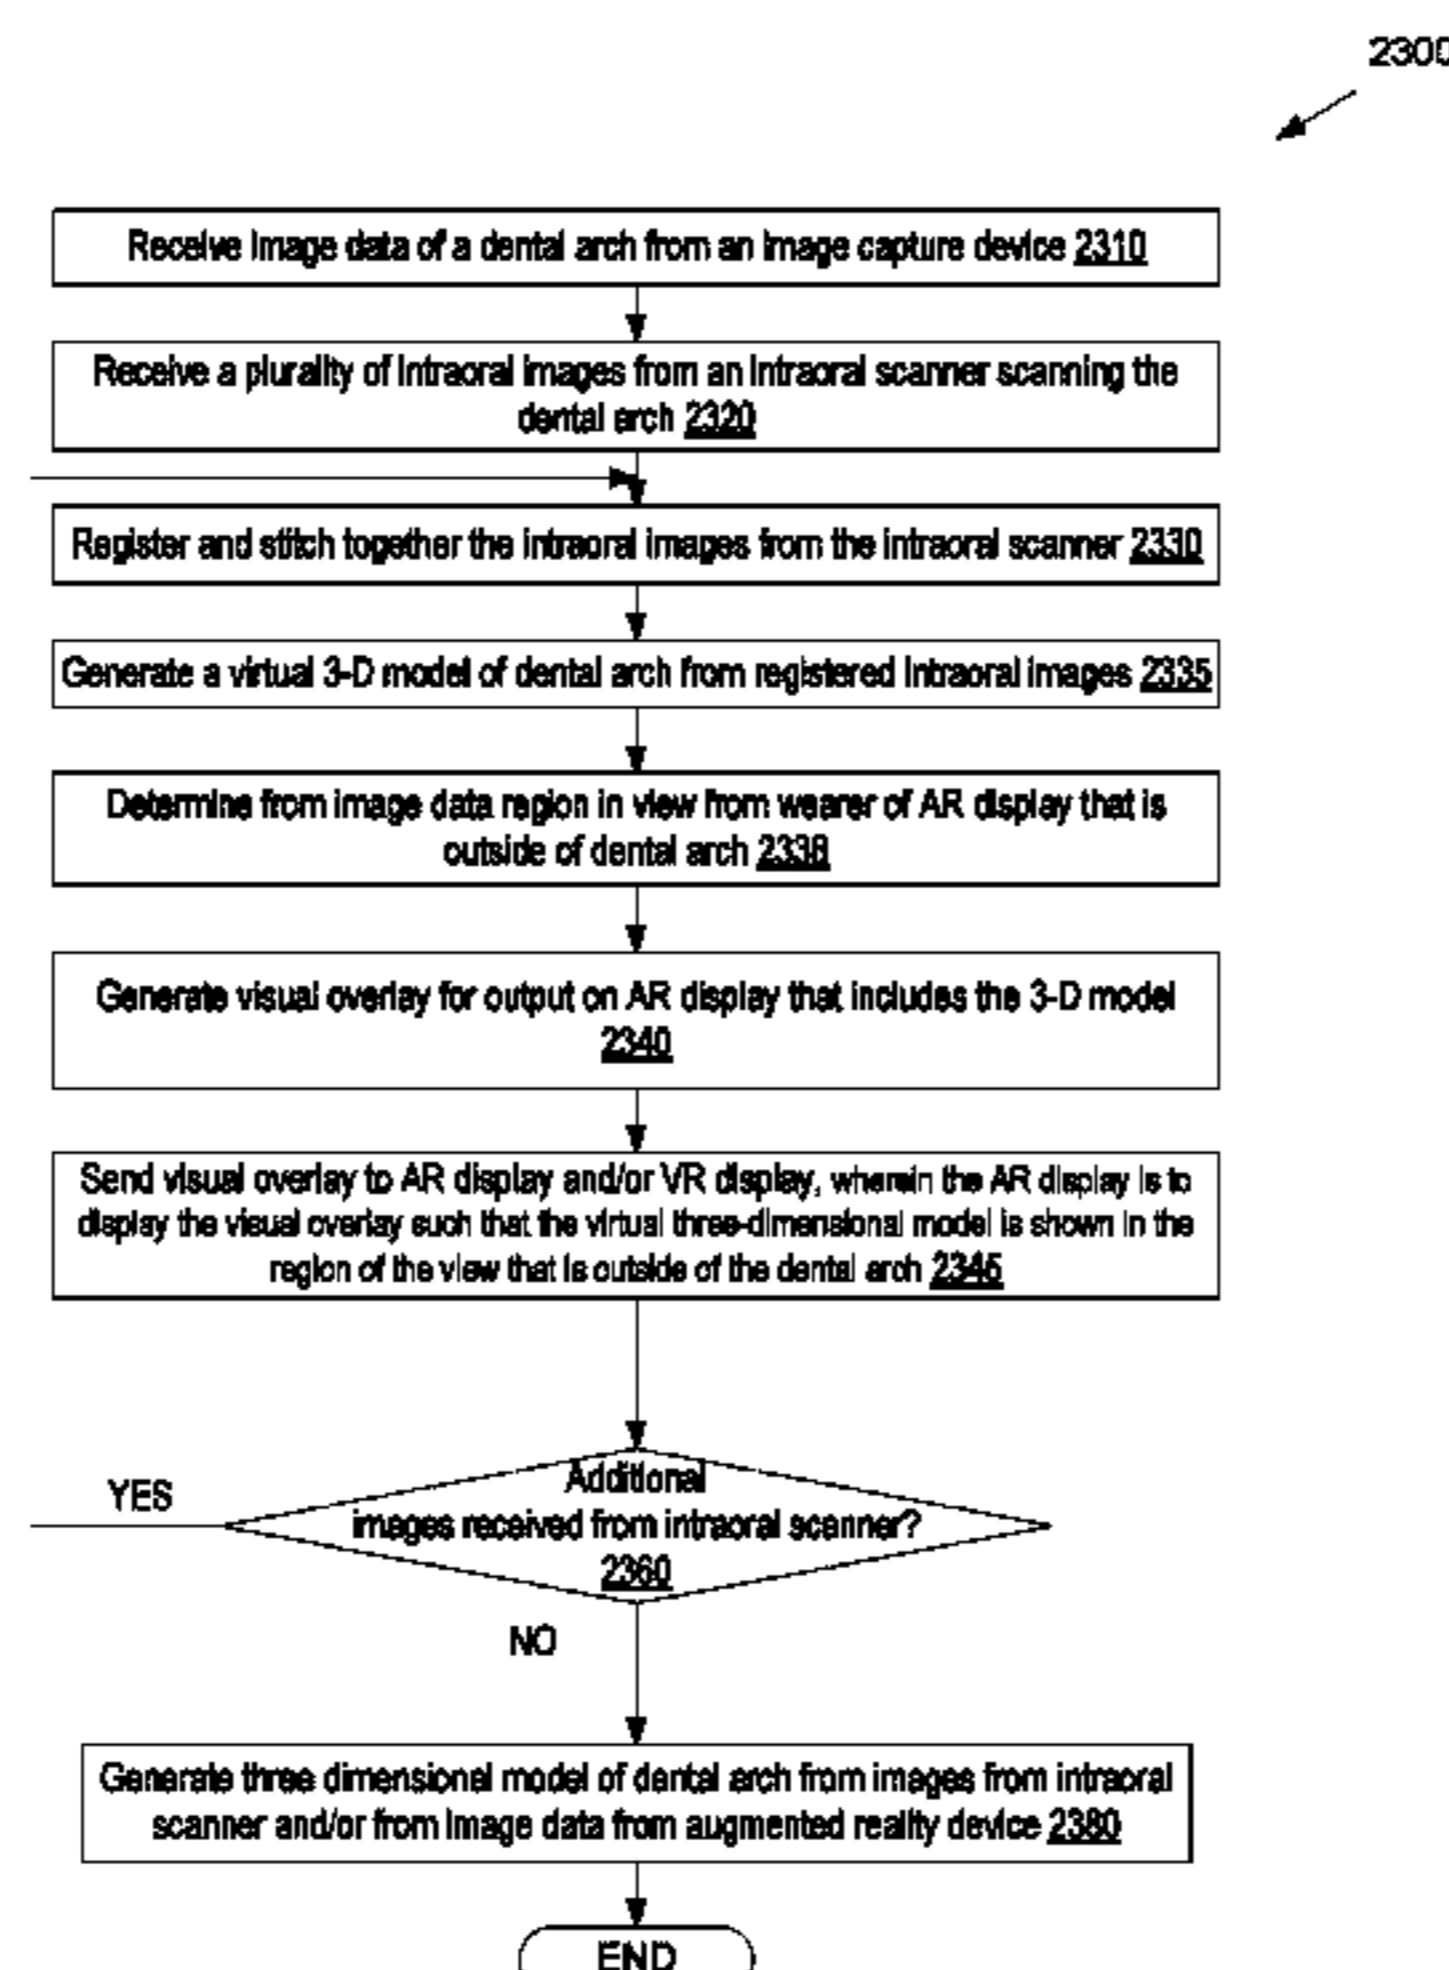 2300
Receive image data of a dental arch from an image capture device 2310
Receive a plurality of intraoral images from an intraoral scanner scanning the
dental arch 2320
Register and stitch together the intraoral images from the intraoral scanner 2330
Generate a virtual 3-D model of dental arch from registered intraoral images 2335
Determine from image data region in view from wearer of AR display that is
outside of dental arch 2338
Generate visual overlay for output on AR display that includes the 3-D model
2340
Send visual overlay to AR display and/or VR display, wherein the AR display is to
display the visual overlay such that the virtual three-dimensional model is shown in the
region of the view that is outside of the dental arch 2345
Additional
images received from intraoral scanner?
2360
YES
NO
Generate three dimensional model of dental arch from images from intraoral
scanner and/or from image data from augmented reality device 2380
END